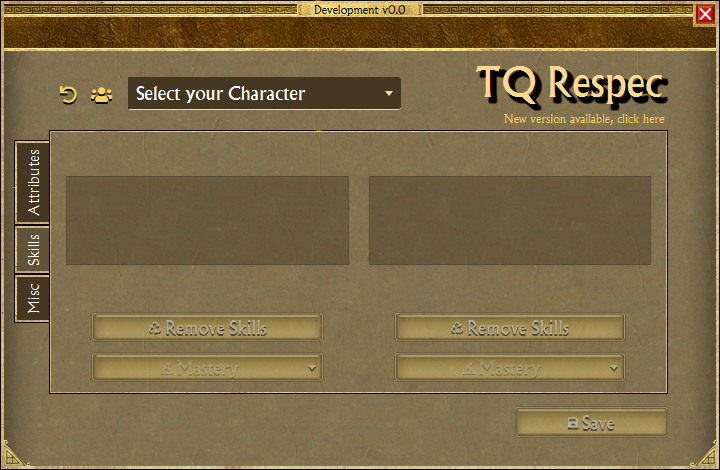 Development v0.0
Select your Character
TQ Respec
New version available, click here
Attributes
Skills
Misc
Remove Skills
Remove Skills
Mastery
Mastery
Save